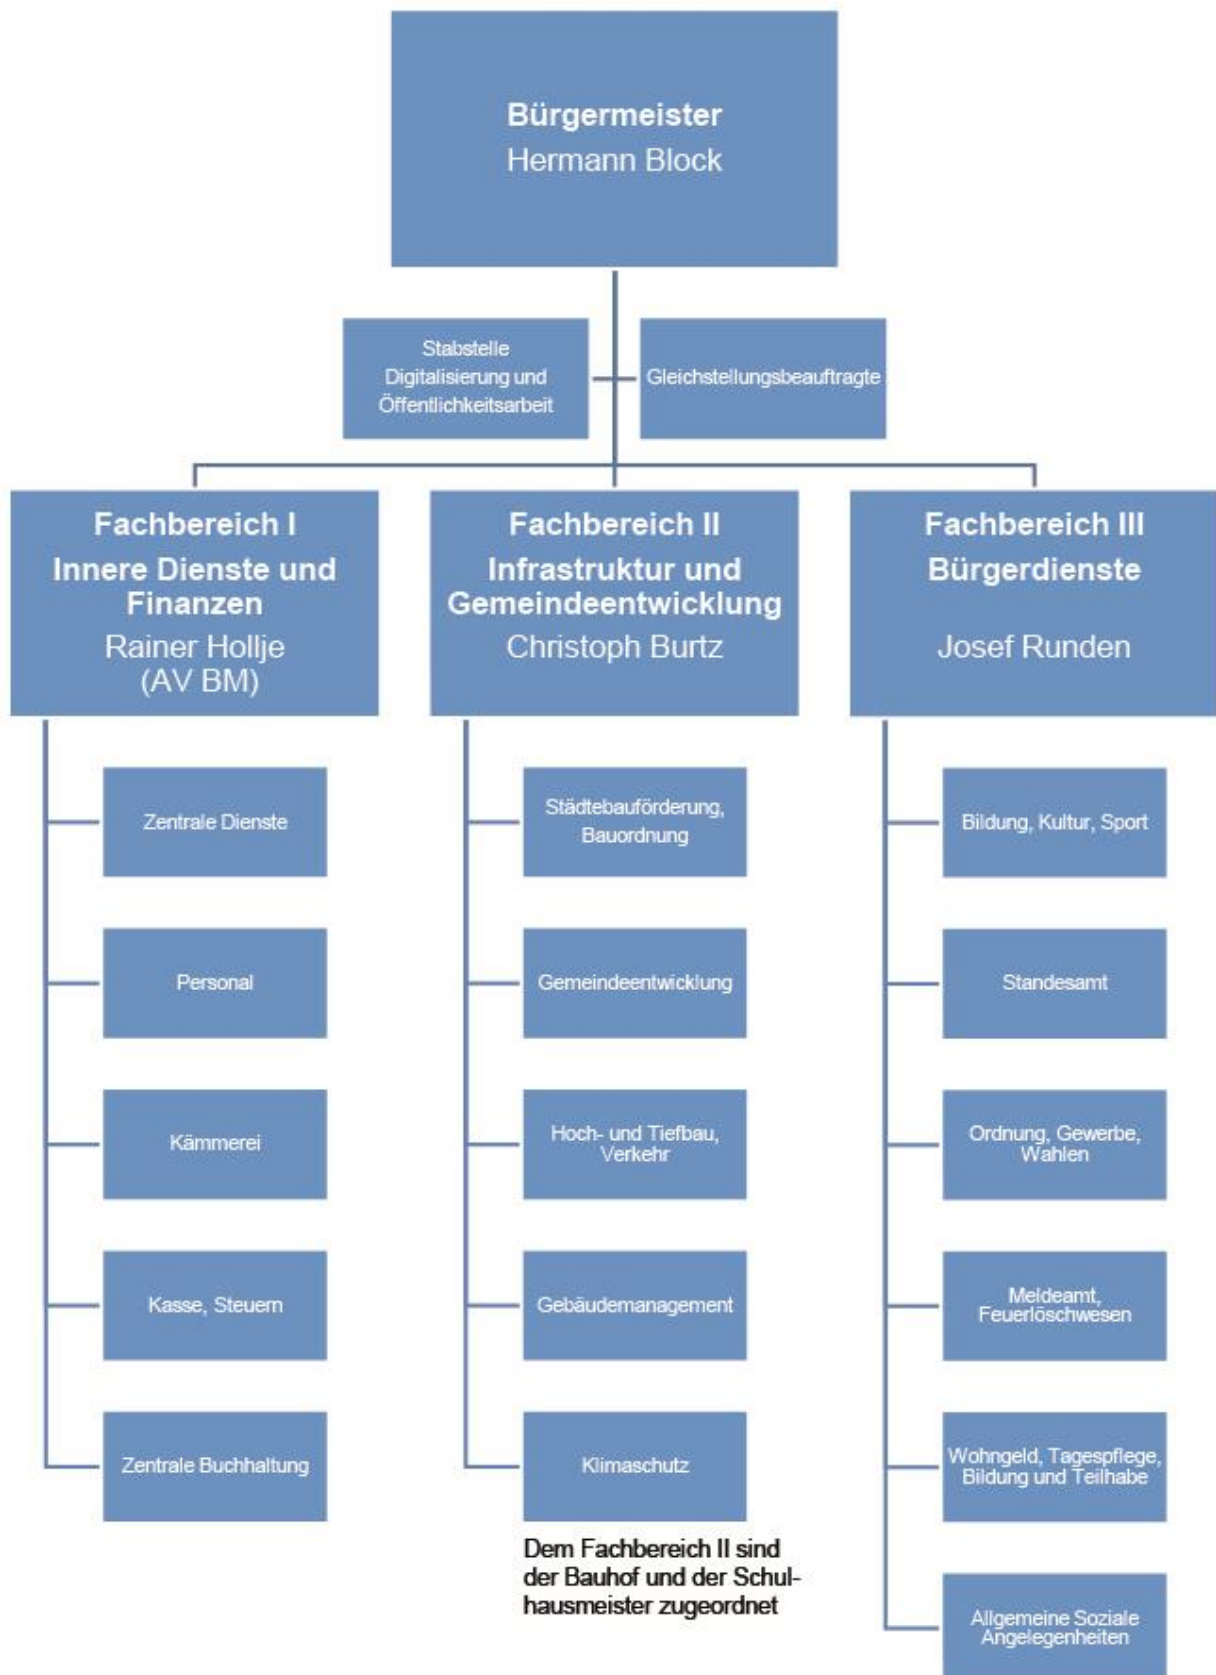 Bürgermeister
Hermann Block
Stabstelle
Digitalisierung und
Öffentlichkeitsarbeit
Gleichstellungsbeauftragte
Fachbereich I
Innere Dienste und
Finanzen
Rainer Hollje
(AV BM)
Zentrale Dienste
Personal
Kämmerei
Kasse, Steuern
Zentrale Buchhaltung
Fachbereich II
Infrastruktur und
Gemeindeentwicklung
Christoph Burtz
Städtebauförderung,
Bauordnung
Gemeindeentwicklung
Hoch- und Tiefbau,
Verkehr
Gebäudemanagement
Klimaschutz
Dem Fachbereich II sind
der Bauhof und der Schul-
hausmeister zugeordnet
Fachbereich III
Bürgerdienste
Josef Runden
Bildung, Kultur, Sport
Standesamt
Ordnung, Gewerbe,
Wahlen
Meldeamt,
Feuerlöschwesen
Wohngeld, Tagespflege,
Bildung und Teilhabe
Allgemeine Soziale
Angelegenheiten